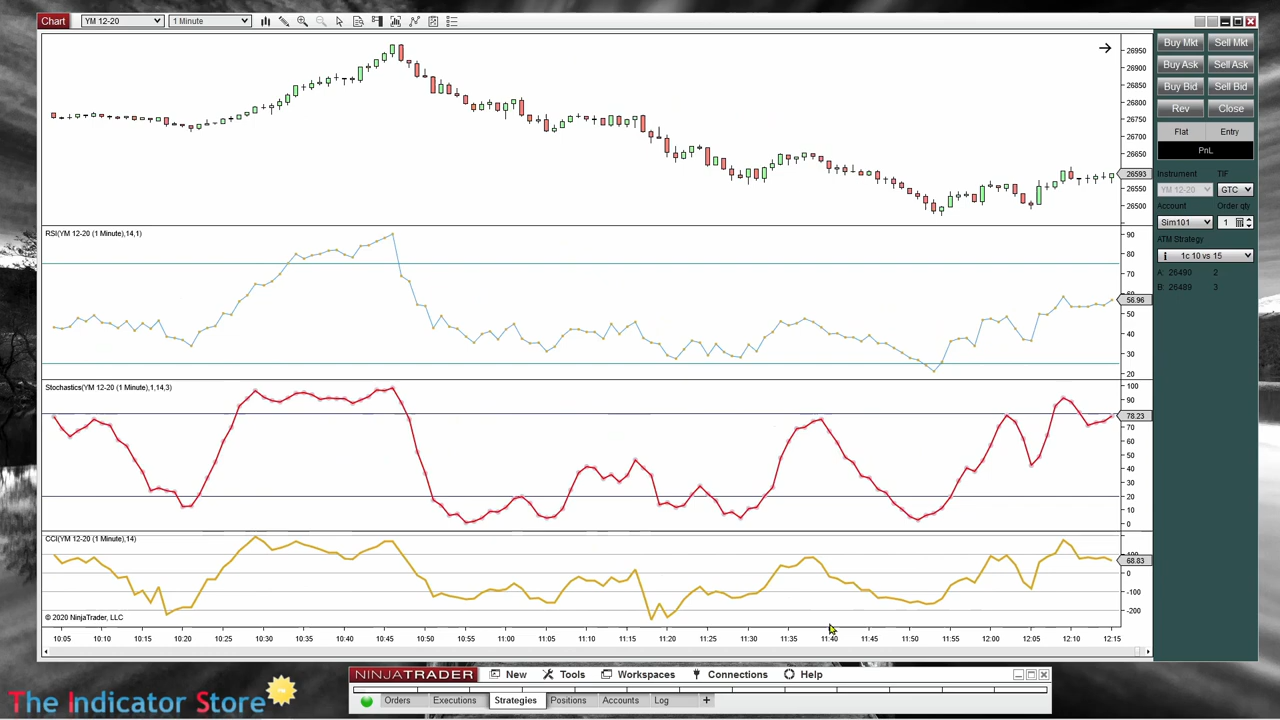 Chart YM 12-20 1 Minute
Buy Mkt Sell Mkt
Buy Ask Sell Ask
Buy Bid Sell Bid
Rev Close
Flat Entry
PnL
Instrument TIF
YM 12-20 GTC
Account Order qty
Sim101 1
ATM Strategy
i 1c 10 vs 15
A: 26490 2
B: 26489 3
26950
26900
26850
26800
26750
26700
26650
26593
26550
26500
RSI(YM 12-20 (1 Minute),14,1)
90
80
70
56.96
50
40
30
20
Stochastics(YM 12-20 (1 Minute),1,14,3)
100
90
78.23
70
60
50
40
30
20
10
0
CCI(YM 12-20 (1 Minute),14)
68.83
0
-100
-200
© 2020 NinjaTrader, LLC
10:05 10:10 10:15 10:20 10:25 10:30 10:35 10:40 10:45 10:50 10:55 11:00 11:05 11:10 11:15 11:20 11:25 11:30 11:35 11:40 11:45 11:50 11:55 12:00 12:05 12:10 12:15
NINJATRADER New Tools Workspaces Connections Help
Orders Executions Strategies Positions Accounts Log +
The Indicator Store